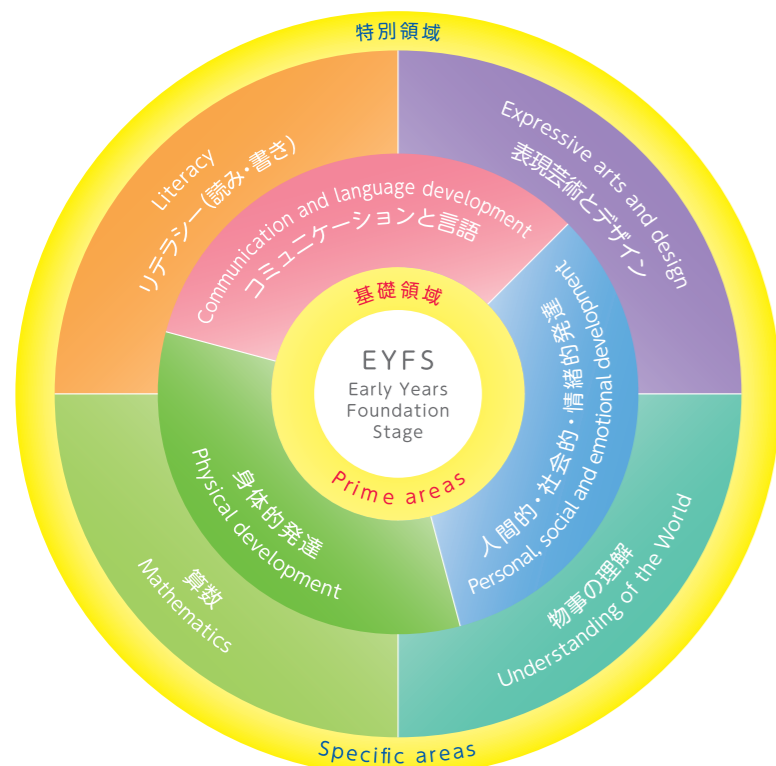 特別領域
Literacy
リテラシー(読み・書き)
Expressive arts and design
表現芸術とデザイン
Communication and language development
コミュニケーションと言語
基礎領域
EYFS
Early Years
Foundation
Stage
Prime areas
人間的・社会的・情緒的発達
Personal, social and emotional development
身体的発達
Physical development
算数
Mathematics
物事の理解
Understanding of the World
Specific areas